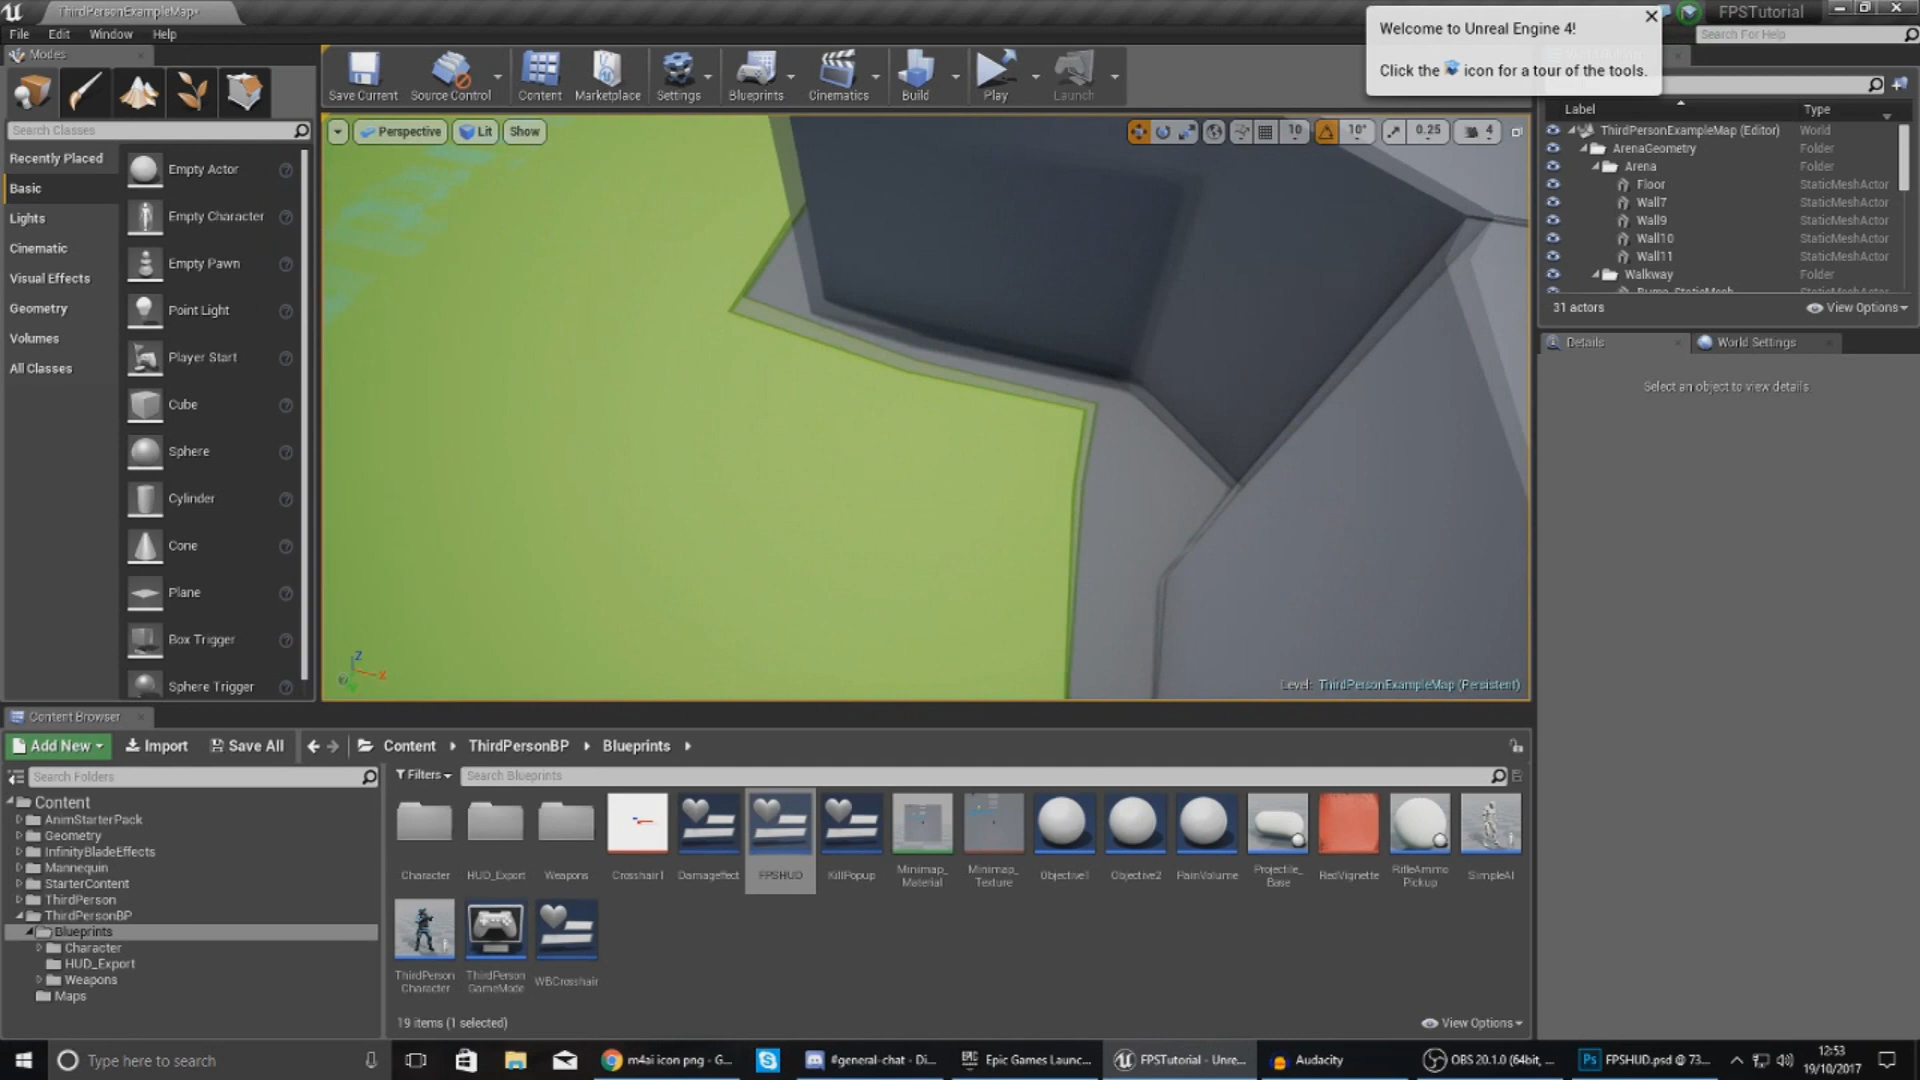 ThirdPersonExampleMap*
FPSTutorial
File Edit Window Help
Search For Help
Welcome to Unreal Engine 4!
Click the icon for a tour of the tools.
Modes
Save Current
Source Control
Content
Marketplace
Settings
Blueprints
Cinematics
Build
Play
Launch
Search Classes
Recently Placed
Basic
Lights
Cinematic
Visual Effects
Geometry
Volumes
All Classes
Empty Actor
Empty Character
Empty Pawn
Point Light
Player Start
Cube
Sphere
Cylinder
Cone
Plane
Box Trigger
Sphere Trigger
Perspective
Lit
Show
10
10°
0.25
4
Level: ThirdPersonExampleMap (Persistent)
Label Type
ThirdPersonExampleMap (Editor) World
ArenaGeometry Folder
Arena Folder
Floor StaticMeshActor
Wall7 StaticMeshActor
Wall9 StaticMeshActor
Wall10 StaticMeshActor
Wall11 StaticMeshActor
Walkway Folder
31 actors
View Options
Details
World Settings
Select an object to view details
Content Browser
Add New
Import
Save All
Content
ThirdPersonBP
Blueprints
Search Folders
Filters
Search Blueprints
Content
AnimStarterPack
Geometry
InfinityBladeEffects
Mannequin
StarterContent
ThirdPerson
ThirdPersonBP
Blueprints
Character
HUD_Export
Weapons
Maps
Character
HUD_Export
Weapons
Crosshair1
Dameffect
FPSHUD
KillPopup
Minimap_
Material
Minimap_
Texture
Objective1
Objective2
PainVolume
Projectile_
Base
RedVignette
RifleAmmo
Pickup
SimpleAI
ThirdPerson
Character
ThirdPerson
GameMode
WBCrosshair
19 items (1 selected)
View Options
Type here to search
m4ai icon png - G...
#general-chat - Di...
Epic Games Launc...
FPSTutorial - Unre...
Audacity
OBS 20.1.0 (64bit, ...
FPSHUD.psd @ 73...
12:53
19/10/2017